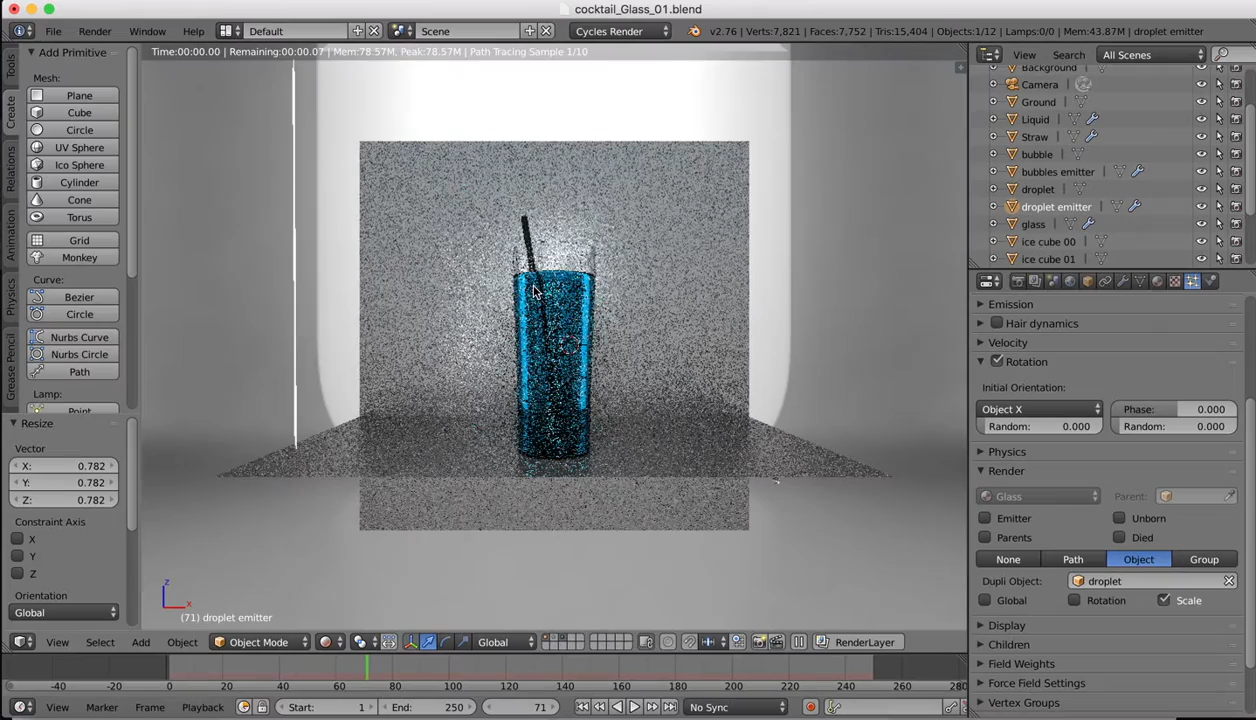 cocktail_Glass_01.blend
File Render Window Help Default Scene Cycles Render v2.76 | Verts:7,821 | Faces:7,752 | Tris:15,404 | Objects:1/12 | Lamps:0/0 | Mem:43.87M | droplet emitter
Time:00:00.00 | Remaining:00:00.07 | Mem:78.57M, Peak:78.57M | Path Tracing Sample 1/10
Tools
Create
Relations
Animation
Physics
Grease Pencil
Add Primitive
Mesh:
Plane
Cube
Circle
UV Sphere
Ico Sphere
Cylinder
Cone
Torus
Grid
Monkey
Curve:
Bezier
Circle
Nurbs Curve
Nurbs Circle
Path
Lamp:
Point
Resize
Vector
X: 0.782
Y: 0.782
Z: 0.782
Constraint Axis
X
Y
Z
Orientation
Global
z
x
(71) droplet emitter
View Select Add Object Object Mode Global RenderLayer
View Search All Scenes
Background
Camera
Ground
Liquid
Straw
bubble
bubbles emitter
droplet
droplet emitter
glass
ice cube 00
ice cube 01
Emission
Hair dynamics
Velocity
Rotation
Initial Orientation:
Object X Phase: 0.000
Random: 0.000 Random: 0.000
Physics
Render
Glass Parent:
Emitter Unborn
Parents Died
None Path Object Group
Dupli Object: droplet
Global Rotation Scale
Display
Children
Field Weights
Force Field Settings
Vertex Groups
-40 -20 0 20 40 60 80 100 120 140 160 180 200 220 240 260 280
View Marker Frame Playback Start: 1 End: 250 71 No Sync